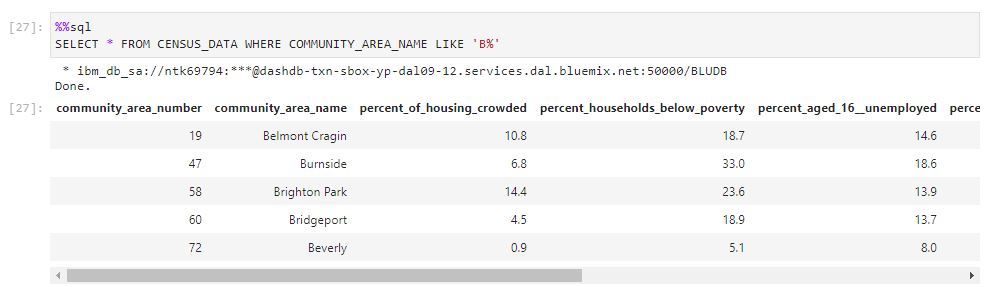 [27]: %%sql
SELECT * FROM CENSUS_DATA WHERE COMMUNITY_AREA_NAME LIKE 'B%'
* ibm_db_sa://ntk69794:***@dashdb-txn-sbox-yp-dal09-12.services.dal.bluemix.net:50000/BLUDB
Done.
[27]: community_area_number community_area_name percent_of_housing_crowded percent_households_below_poverty percent_aged_16__unemployed perce
19 Belmont Cragin 10.8 18.7 14.6
47 Burnside 6.8 33.0 18.6
58 Brighton Park 14.4 23.6 13.9
60 Bridgeport 4.5 18.9 13.7
72 Beverly 0.9 5.1 8.0